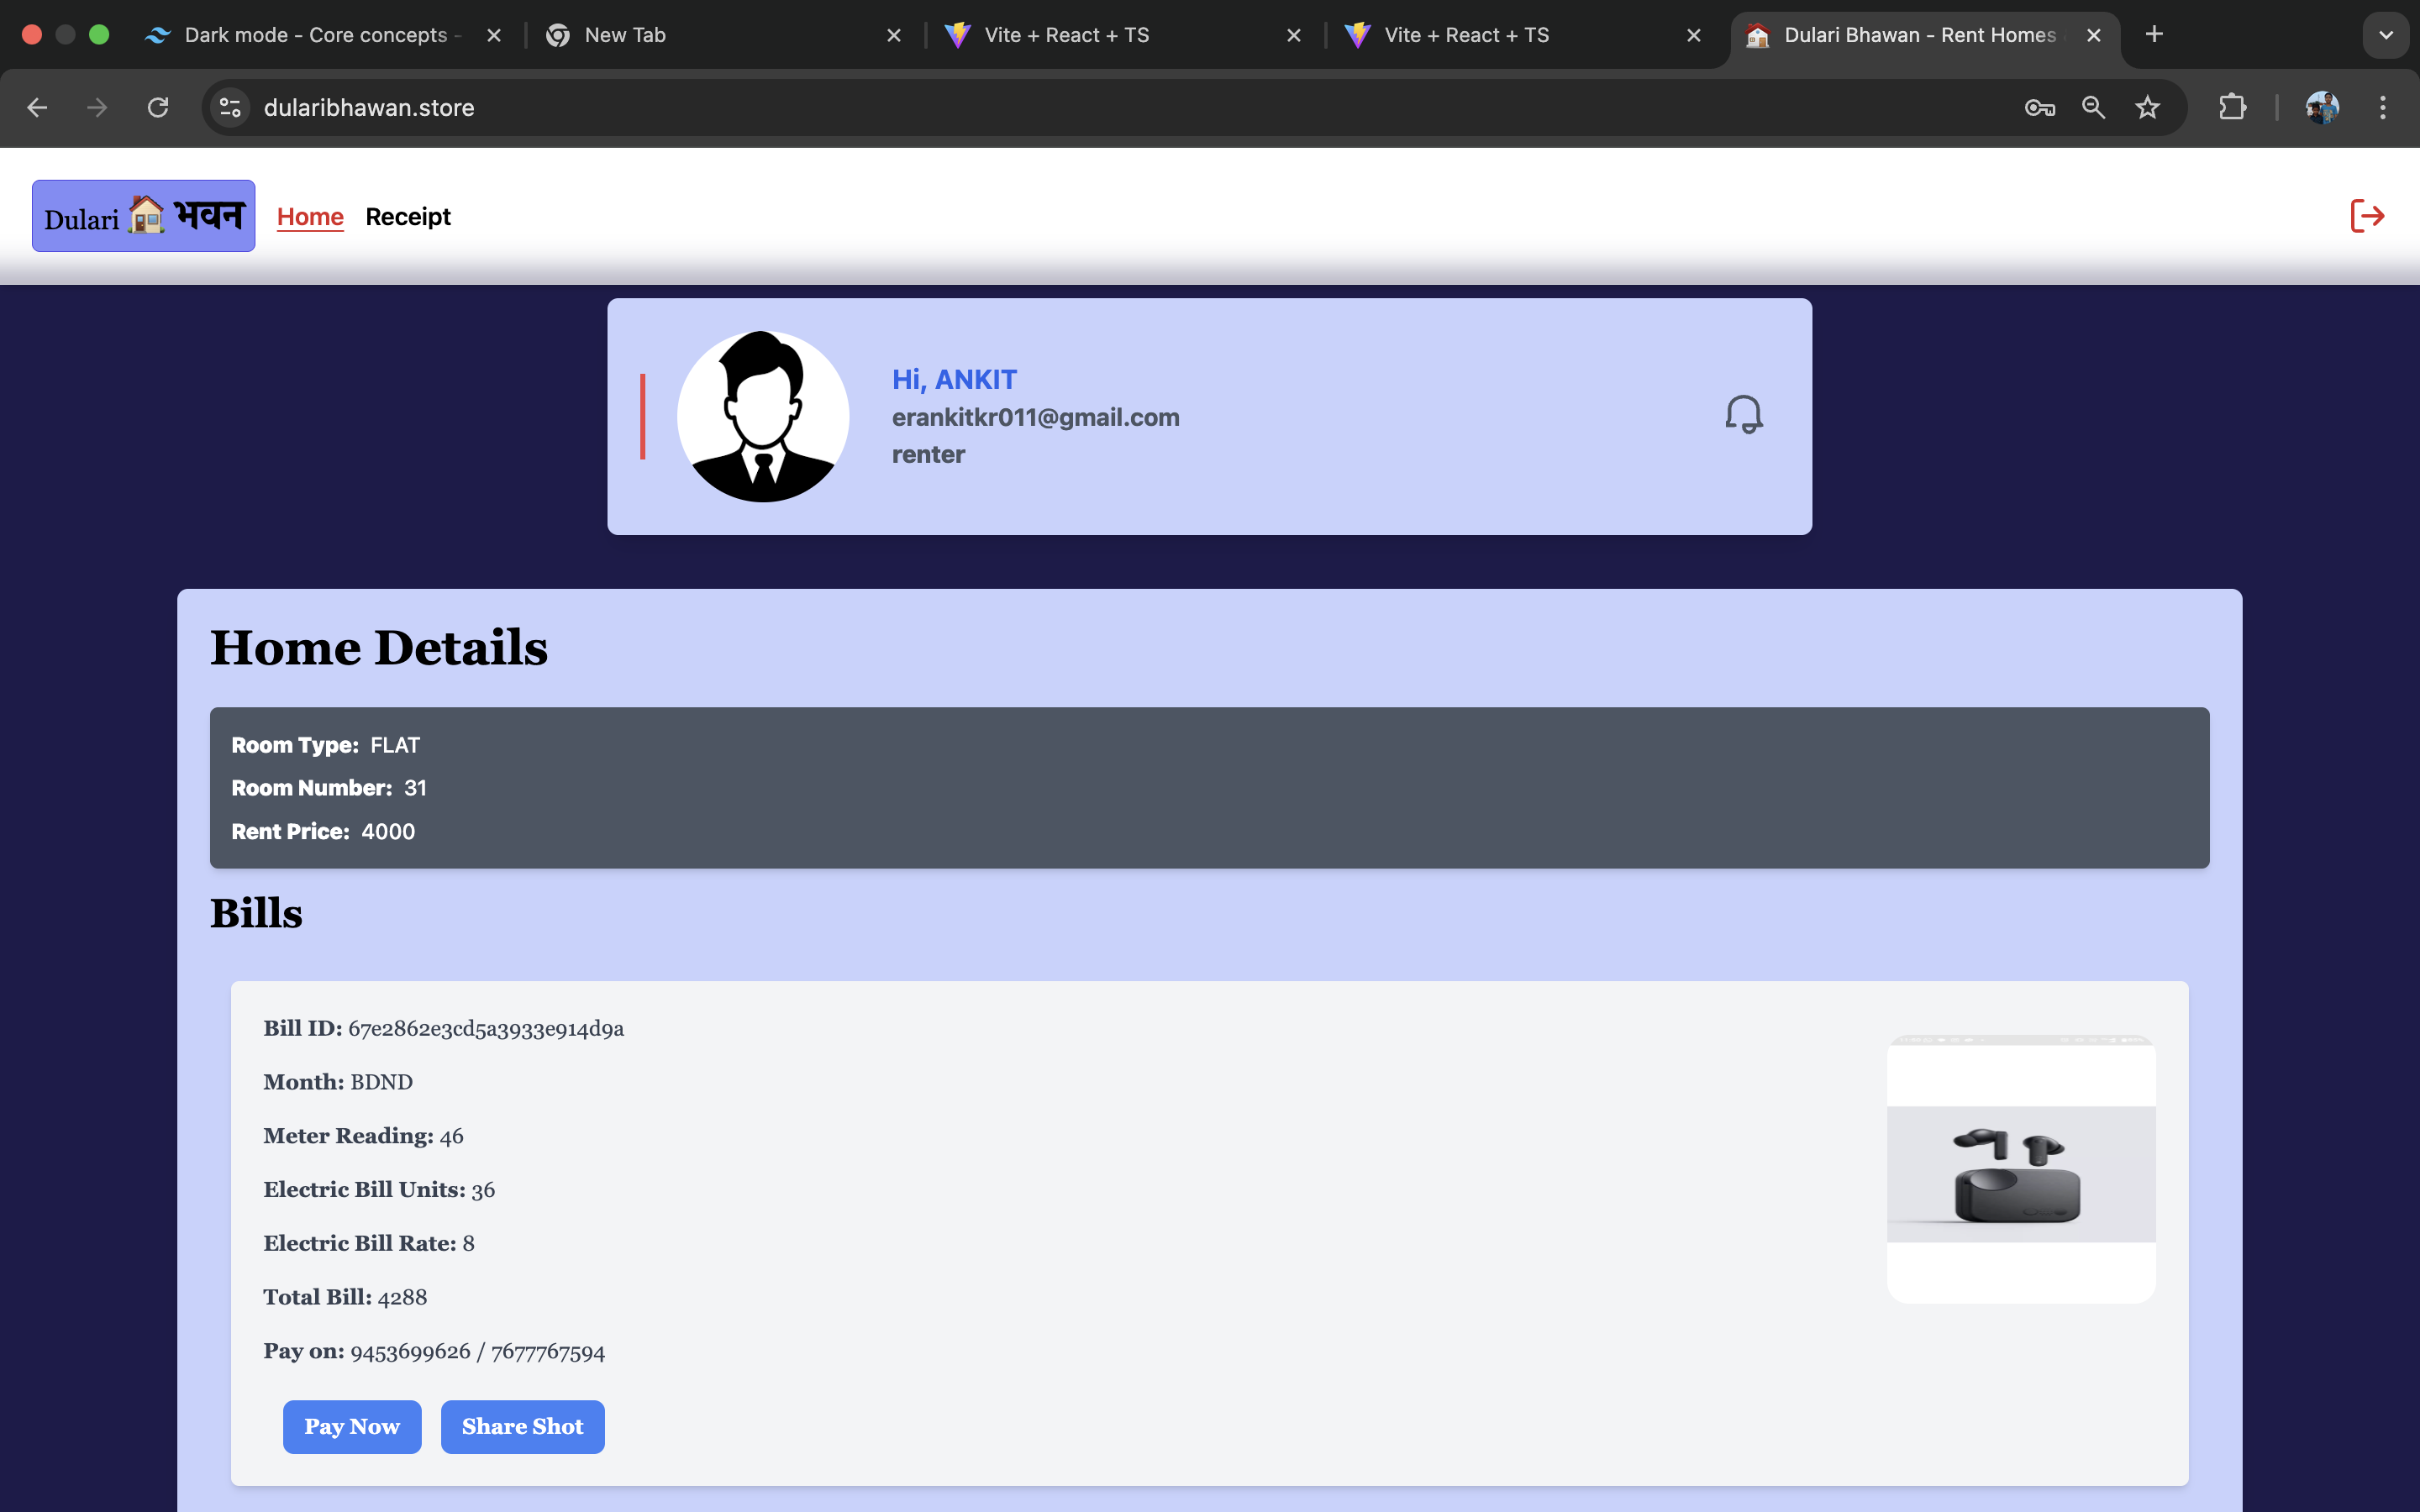 Dark mode - Core concepts -
New Tab
Vite + React + TS
Vite + React + TS
Dulari Bhawan - Rent Homes
dularibhawan.store
Dulari भवन
Home
Receipt
Hi, ANKIT
erankitkr011@gmail.com
renter
Home Details
Room Type: FLAT
Room Number: 31
Rent Price: 4000
Bills
Bill ID: 67e2862e3cd5a3933e914d9a
Month: BDND
Meter Reading: 46
Electric Bill Units: 36
Electric Bill Rate: 8
Total Bill: 4288
Pay on: 9453699626 / 7677767594
Pay Now
Share Shot